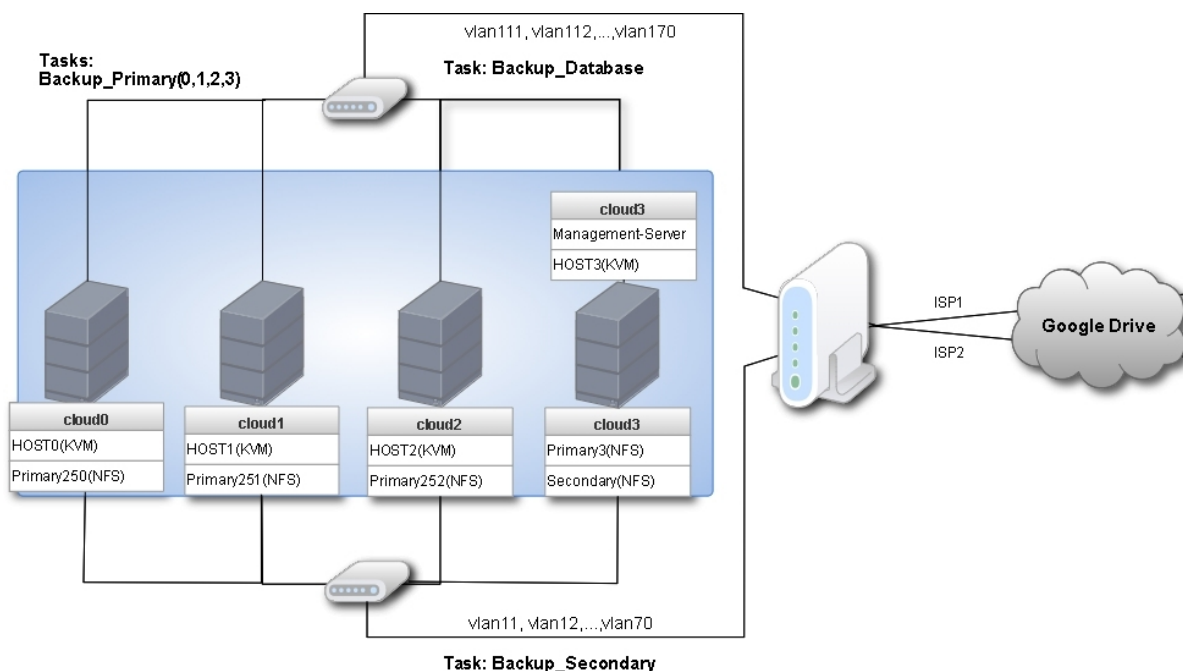 vlan111, vlan112,...,vlan170
Tasks:
Backup_Primary(0,1,2,3)
Task: Backup_Database
cloud3
Management-Server
HOST3(KVM)
ISP1
ISP2
Google Drive
cloud0
HOST0(KVM)
Primary250(NFS)
cloud1
HOST1(KVM)
Primary251(NFS)
cloud2
HOST2(KVM)
Primary252(NFS)
cloud3
Primary3(NFS)
Secondary(NFS)
vlan11, vlan12,...,vlan70
Task: Backup_Secondary